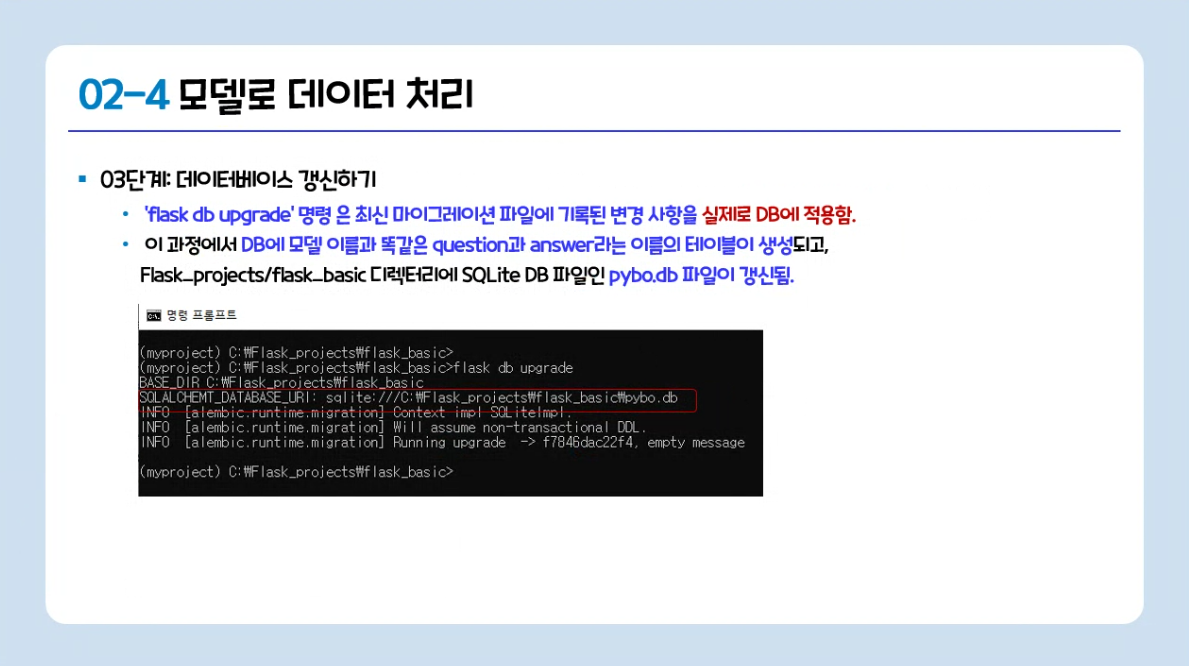 02-4 모델로 데이터 처리
03단계: 데이터베이스 갱신하기
'flask db upgrade' 명령 은 최신 마이그레이션 파일에 기록된 변경 사항을 실제로 DB에 적용함.
이 과정에서 DB에 모델 이름과 똑같은 question과 answer라는 이름의 테이블이 생성되고,
Flask_projects/flask_basic 디렉터리에 SQLite DB 파일인 pybo.db 파일이 갱신됨.
명령 프롬프트
(myproject) C:₩Flask_projects₩flask_basic>
(myproject) C:₩Flask_projects₩flask_basic>flask db upgrade
BASE_DIR C:₩Flask_projects₩flask_basic
SQLALCHEMT_DATABASE_URI: sqlite:///C:₩Flask_projects₩flask_basic₩pybo.db
INFO  [alembic.runtime.migration] Context impl SQLiteImpl.
INFO  [alembic.runtime.migration] Will assume non-transactional DDL.
INFO  [alembic.runtime.migration] Running upgrade  -> f7846dac22f4, empty message
(myproject) C:₩Flask_projects₩flask_basic>